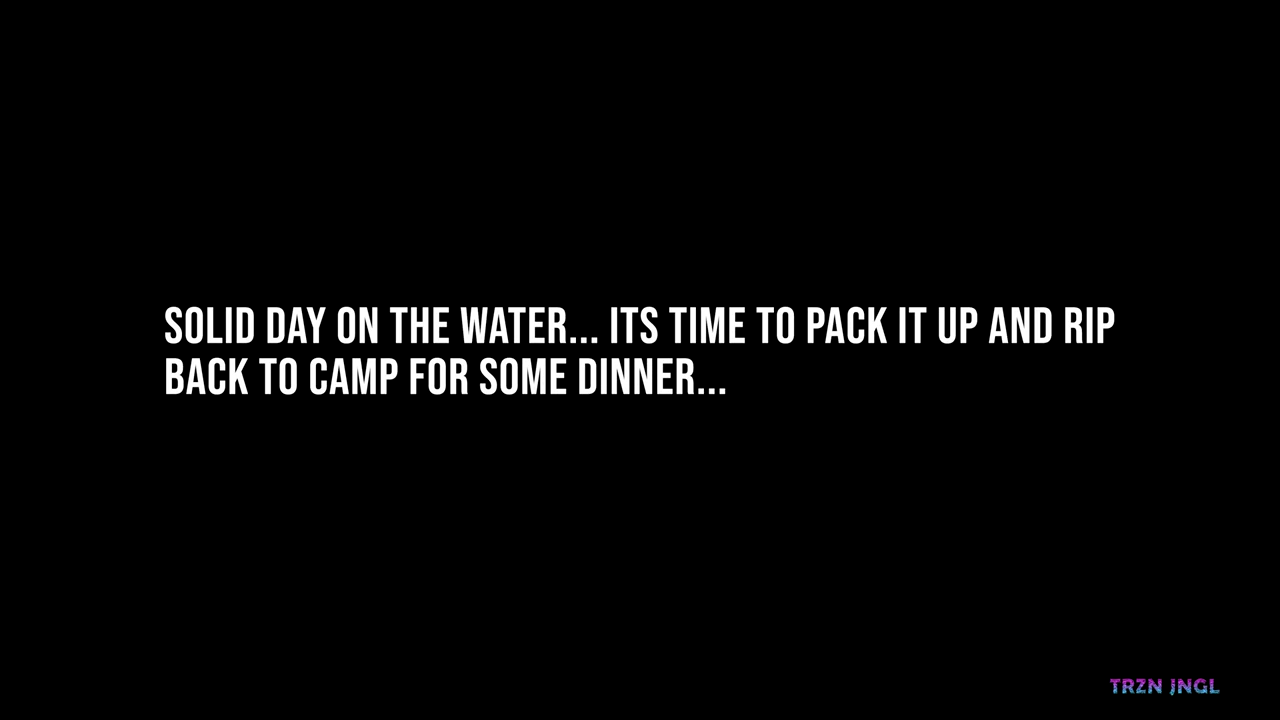 SOLID DAY ON THE WATER... ITS TIME TO PACK IT UP AND RIP
BACK TO CAMP FOR SOME DINNER...
TRZN JNGL